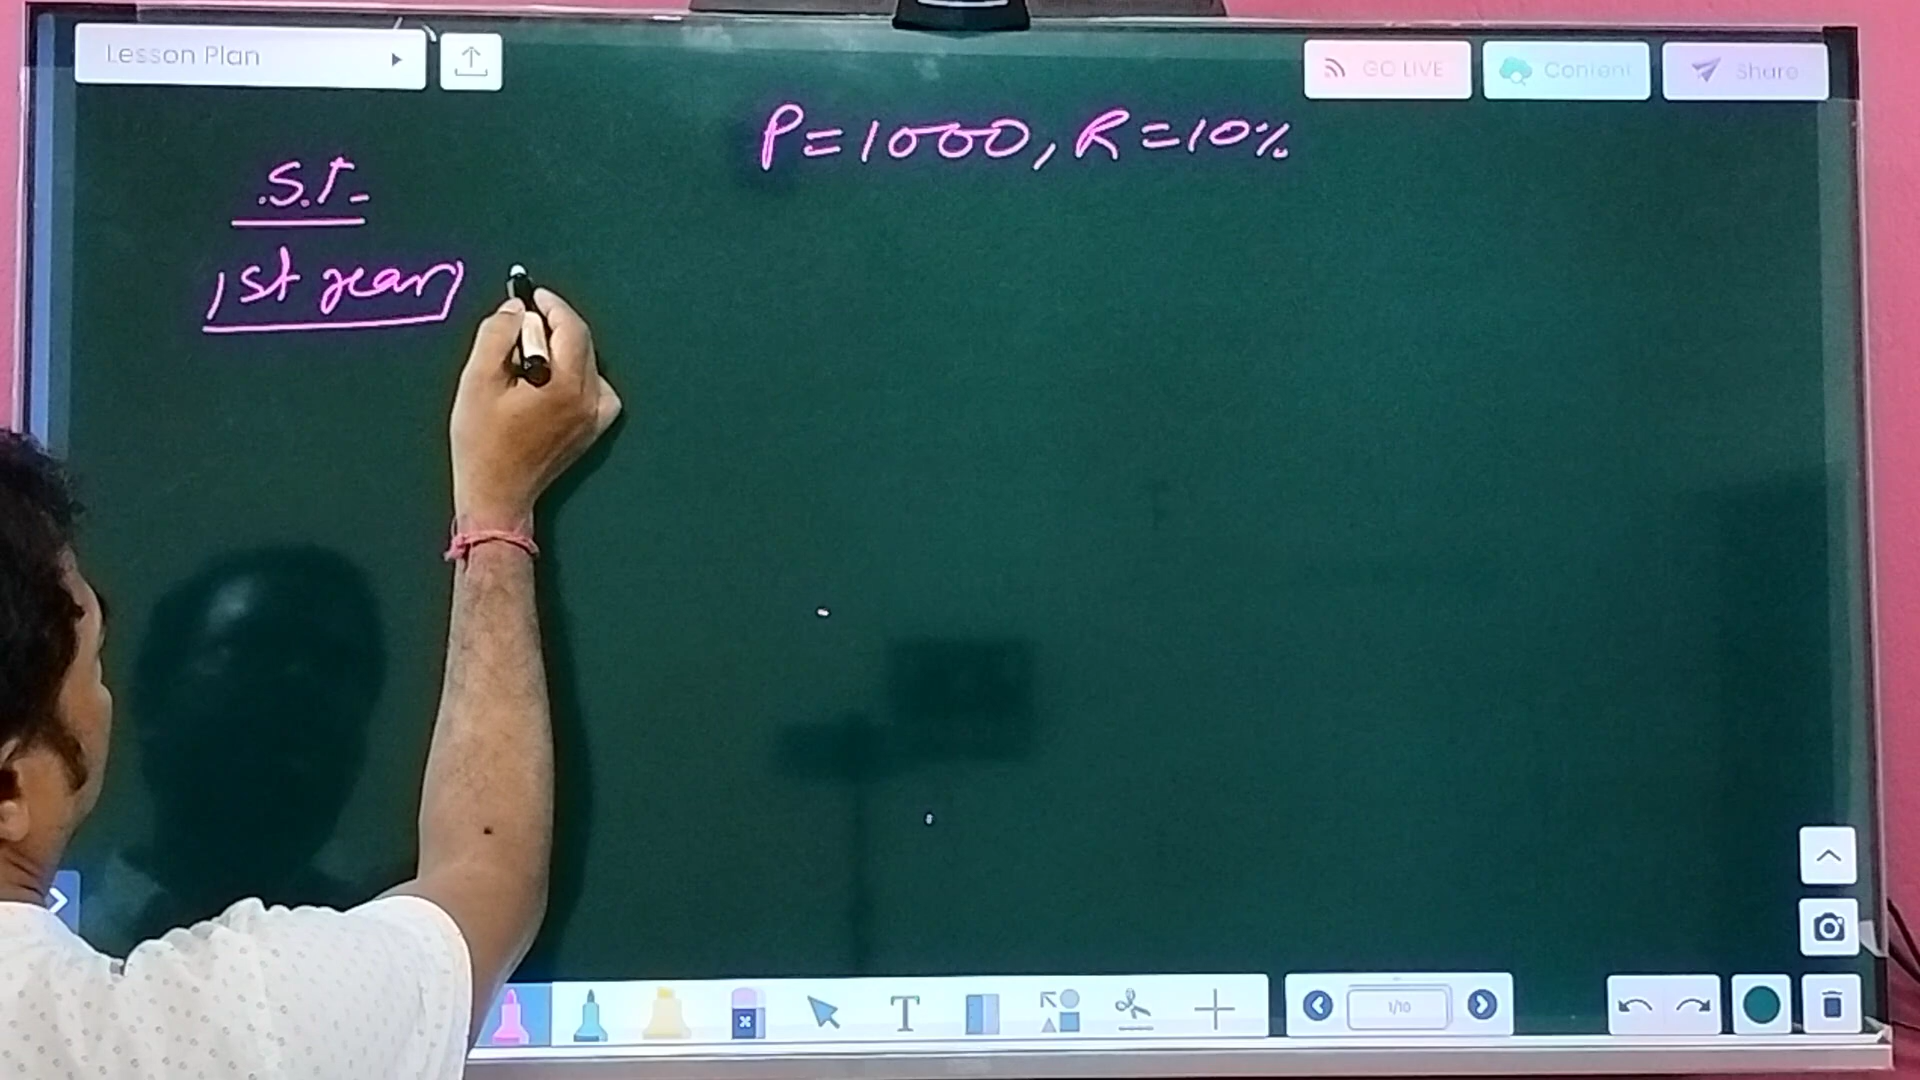 Lesson Plan
GO LIVE
Content
Share
P=1000, R=10%
S.I.
1st year
T
1/10